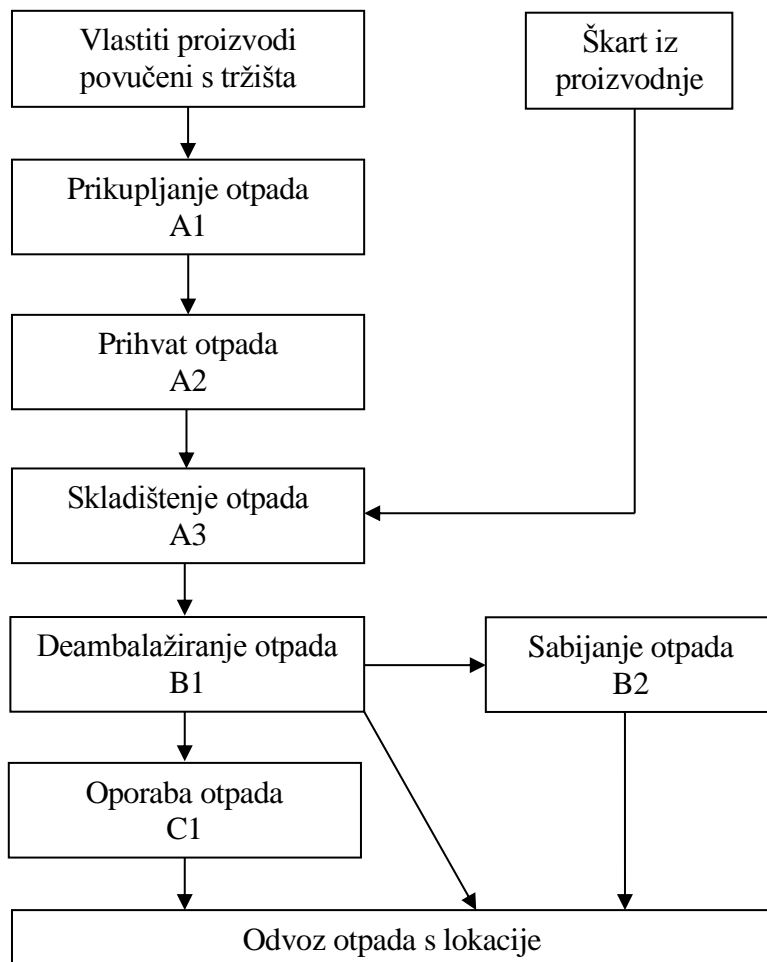 Vlastiti proizvodi
povučeni s tržišta
Škart iz
proizvodnje
Prikupljanje otpada
A1
Prihvat otpada
A2
Skladištenje otpada
A3
Deambalažiranje otpada
B1
Sabijanje otpada
B2
Oporaba otpada
C1
Odvoz otpada s lokacije